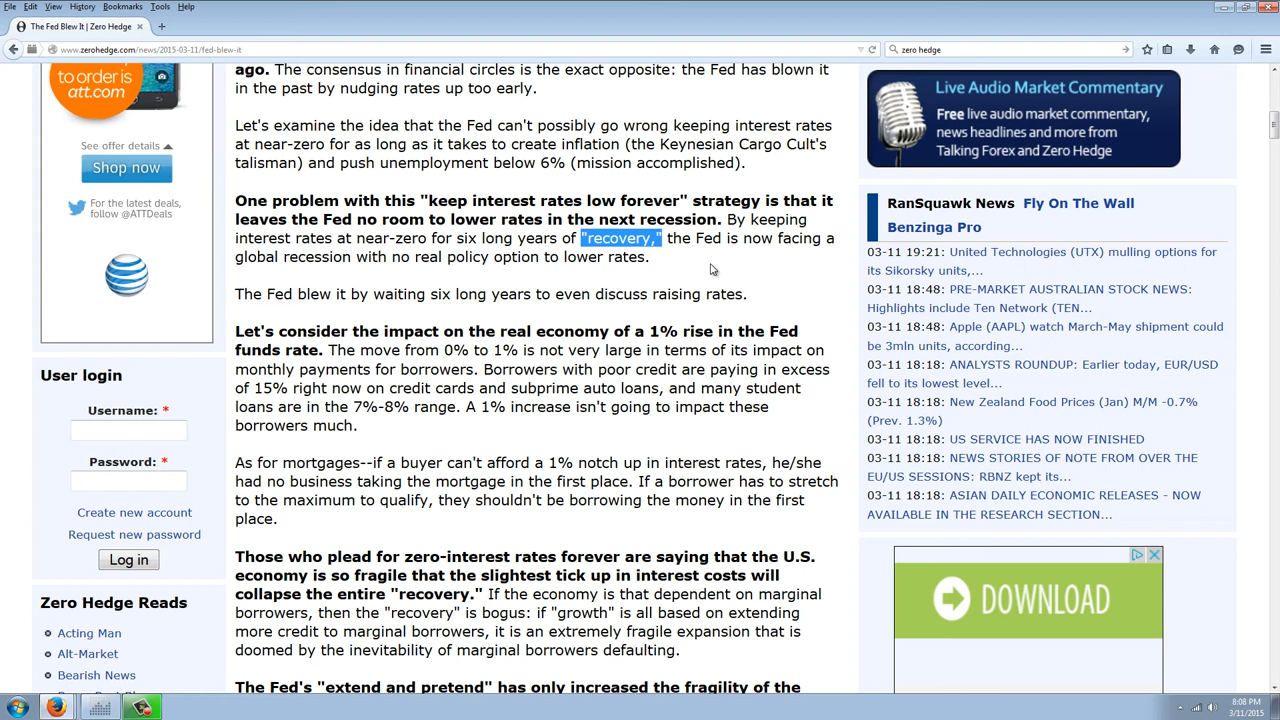 File Edit View History Bookmarks Tools Help
The Fed Blew It | Zero Hedge
www.zerohedge.com/news/2015-03-11/fed-blew-it
zero hedge
to order is
att.com
See offer details
Shop now
For the latest deals,
follow @ATTDeals
User login
Username: *
Password: *
Create new account
Request new password
Log in
Zero Hedge Reads
Acting Man
Alt-Market
Bearish News
ago. The consensus in financial circles is the exact opposite: the Fed has blown it
in the past by nudging rates up too early.
Let's examine the idea that the Fed can't possibly go wrong keeping interest rates
at near-zero for as long as it takes to create inflation (the Keynesian Cargo Cult's
talisman) and push unemployment below 6% (mission accomplished).
One problem with this "keep interest rates low forever" strategy is that it
leaves the Fed no room to lower rates in the next recession. By keeping
interest rates at near-zero for six long years of "recovery," the Fed is now facing a
global recession with no real policy option to lower rates.
The Fed blew it by waiting six long years to even discuss raising rates.
Let's consider the impact on the real economy of a 1% rise in the Fed
funds rate. The move from 0% to 1% is not very large in terms of its impact on
monthly payments for borrowers. Borrowers with poor credit are paying in excess
of 15% right now on credit cards and subprime auto loans, and many student
loans are in the 7%-8% range. A 1% increase isn't going to impact these
borrowers much.
As for mortgages--if a buyer can't afford a 1% notch up in interest rates, he/she
had no business taking the mortgage in the first place. If a borrower has to stretch
to the maximum to qualify, they shouldn't be borrowing the money in the first
place.
Those who plead for zero-interest rates forever are saying that the U.S.
economy is so fragile that the slightest tick up in interest costs will
collapse the entire "recovery." If the economy is that dependent on marginal
borrowers, then the "recovery" is bogus: if "growth" is all based on extending
more credit to marginal borrowers, it is an extremely fragile expansion that is
doomed by the inevitability of marginal borrowers defaulting.
The Fed's "extend and pretend" has only increased the fragility of the
Live Audio Market Commentary
Free live audio market commentary,
news headlines and more from
Talking Forex and Zero Hedge
RanSquawk News Fly On The Wall
Benzinga Pro
03-11 19:21: United Technologies (UTX) mulling options for
its Sikorsky units,...
03-11 18:48: PRE-MARKET AUSTRALIAN STOCK NEWS:
Highlights include Ten Network (TEN...
03-11 18:48: Apple (AAPL) watch March-May shipment could
be 3mln units, according...
03-11 18:18: ANALYSTS ROUNDUP: Earlier today, EUR/USD
fell to its lowest level...
03-11 18:18: New Zealand Food Prices (Jan) M/M -0.7%
(Prev. 1.3%)
03-11 18:18: US SERVICE HAS NOW FINISHED
03-11 18:18: NEWS STORIES OF NOTE FROM OVER THE
EU/US SESSIONS: RBNZ kept its...
03-11 18:18: ASIAN DAILY ECONOMIC RELEASES - NOW
AVAILABLE IN THE RESEARCH SECTION...
DOWNLOAD
8:08 PM
3/11/2015